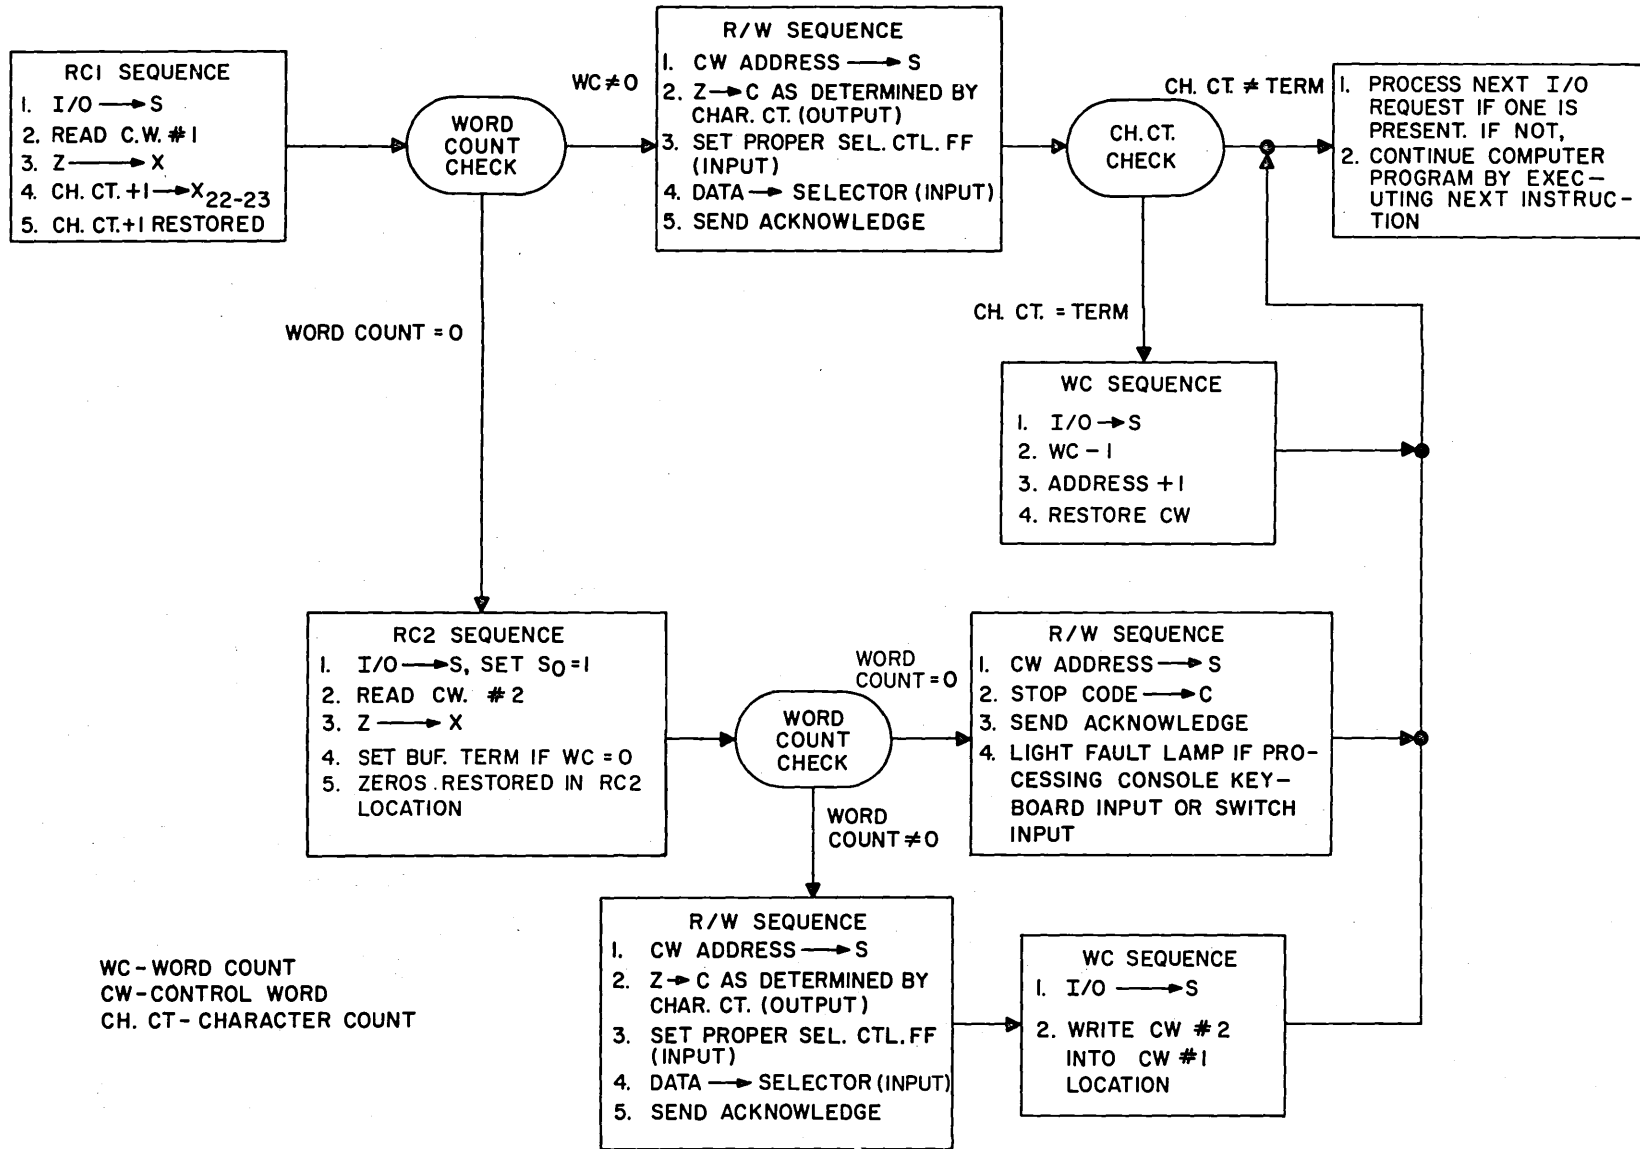 RC1 SEQUENCE
1. I/O → S
2. READ C.W. #1
3. Z → X
4. CH. CT. +1 → X22-23
5. CH. CT.+1 RESTORED
WORD
COUNT
CHECK
WC≠0
R/W SEQUENCE
1. CW ADDRESS → S
2. Z → C AS DETERMINED BY
CHAR. CT. (OUTPUT)
3. SET PROPER SEL. CTL. FF
(INPUT)
4. DATA → SELECTOR (INPUT)
5. SEND ACKNOWLEDGE
CH.CT.
CHECK
CH. CT. ≠ TERM
1. PROCESS NEXT I/O
REQUEST IF ONE IS
PRESENT. IF NOT,
2. CONTINUE COMPUTER
PROGRAM BY EXEC-
UTING NEXT INSTRUC-
TION
WORD COUNT = 0
CH. CT. = TERM
WC SEQUENCE
1. I/O → S
2. WC - 1
3. ADDRESS +1
4. RESTORE CW
RC2 SEQUENCE
1. I/O → S, SET S0=1
2. READ CW. #2
3. Z → X
4. SET BUF. TERM IF WC = 0
5. ZEROS. RESTORED IN RC2
LOCATION
WORD
COUNT
CHECK
WORD
COUNT=0
R/W SEQUENCE
1. CW ADDRESS → S
2. STOP CODE → C
3. SEND ACKNOWLEDGE
4. LIGHT FAULT LAMP IF PRO-
CESSING CONSOLE KEY-
BOARD INPUT OR SWITCH
INPUT
WORD
COUNT≠0
R/W SEQUENCE
1. CW ADDRESS → S
2. Z → C AS DETERMINED BY
CHAR. CT. (OUTPUT)
3. SET PROPER SEL. CTL. FF
(INPUT)
4. DATA → SELECTOR (INPUT)
5. SEND ACKNOWLEDGE
WC SEQUENCE
1. I/O → S
2. WRITE CW #2
INTO CW #1
LOCATION
WC-WORD COUNT
CW-CONTROL WORD
CH. CT- CHARACTER COUNT